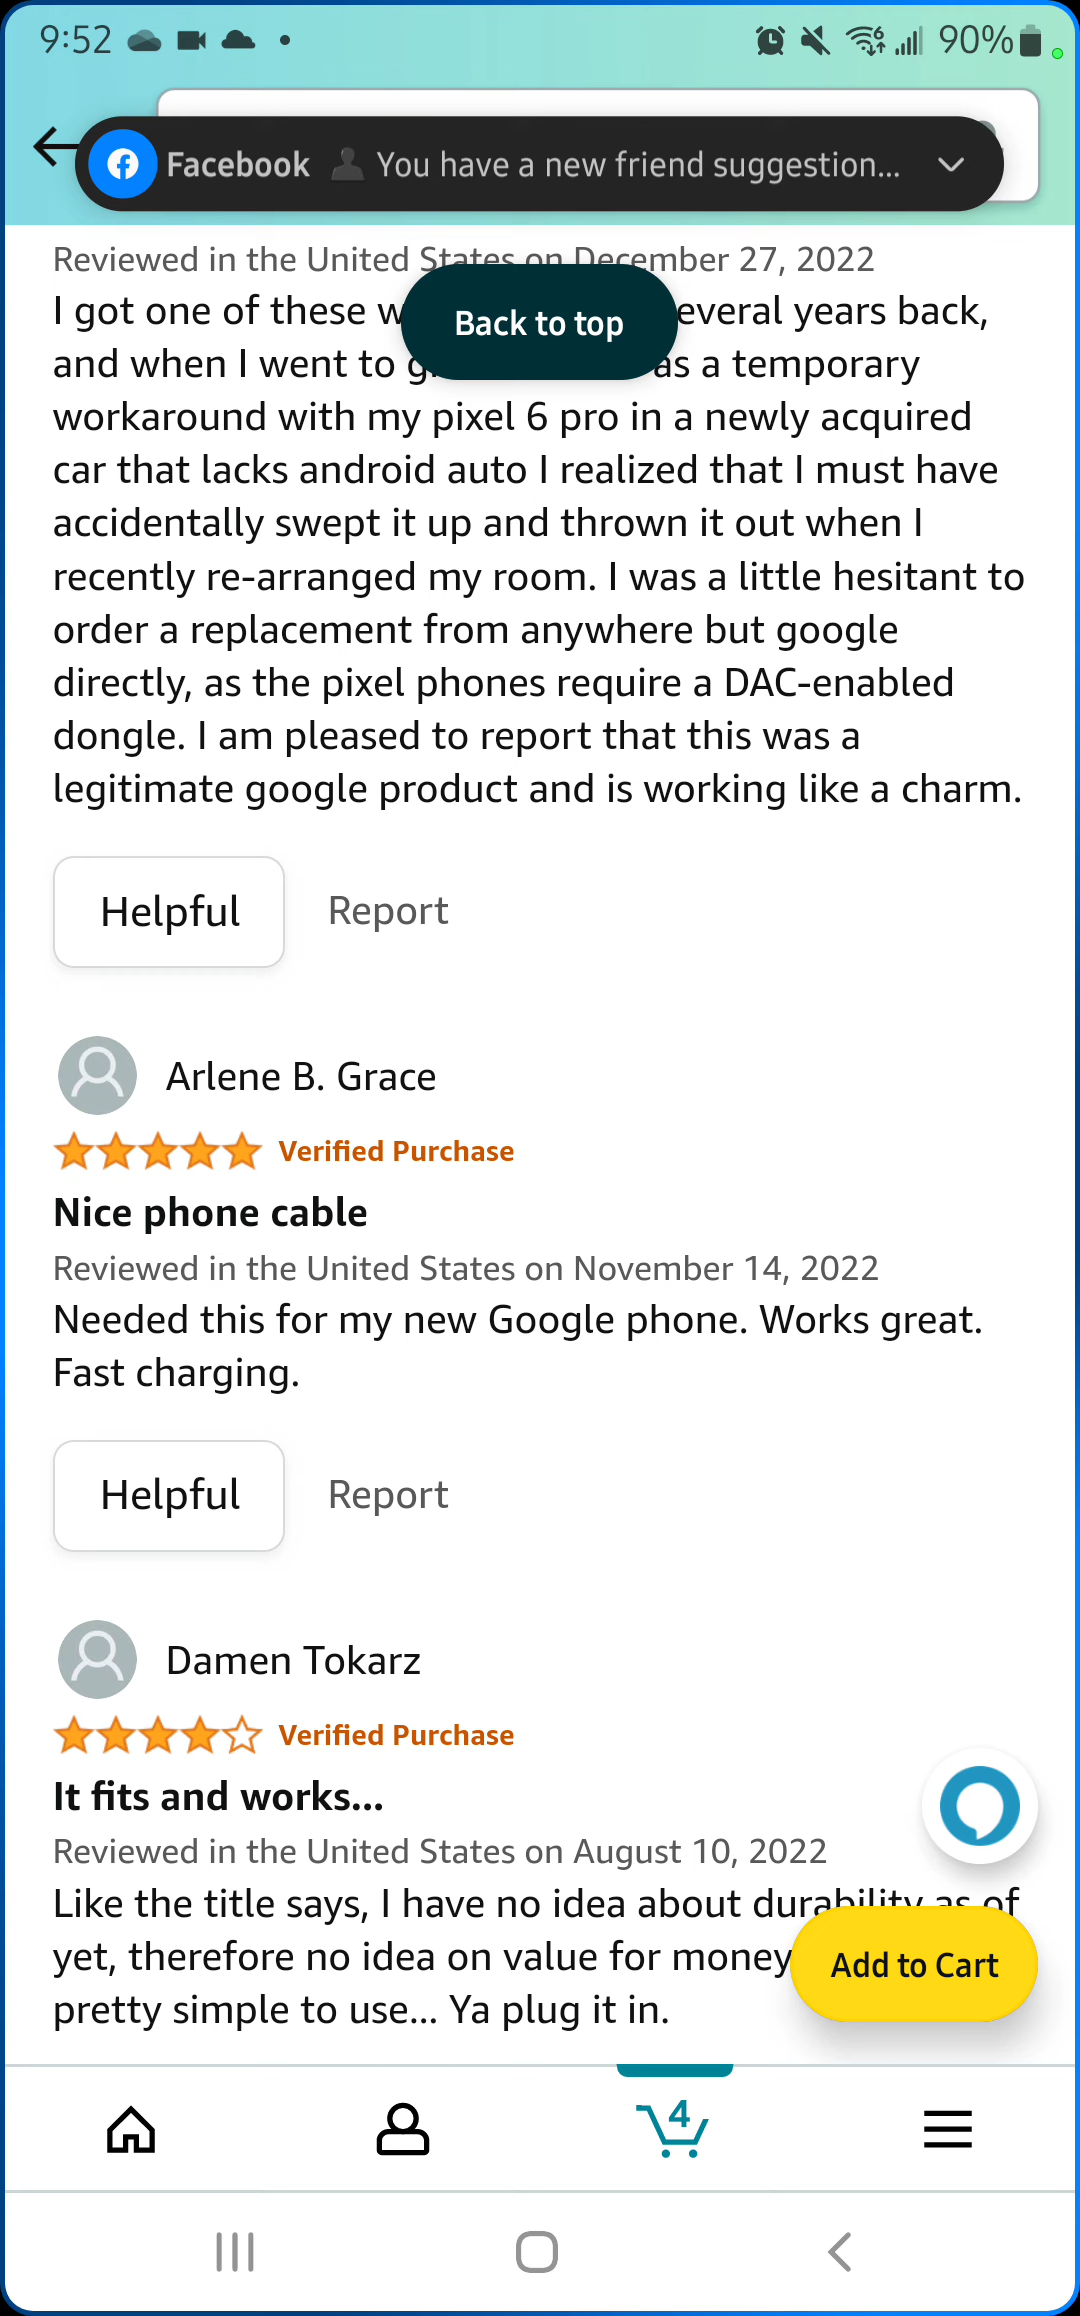 9:52
90%
Facebook You have a new friend suggestion...
Reviewed in the United States on December 27, 2022
I got one of these everal years back,
and when I went to as a temporary
workaround with my pixel 6 pro in a newly acquired
car that lacks android auto I realized that I must have
accidentally swept it up and thrown it out when I
recently re-arranged my room. I was a little hesitant to
order a replacement from anywhere but google
directly, as the pixel phones require a DAC-enabled
dongle. I am pleased to report that this was a
legitimate google product and is working like a charm.
Back to top
Helpful Report
Arlene B. Grace
Verified Purchase
Nice phone cable
Reviewed in the United States on November 14, 2022
Needed this for my new Google phone. Works great.
Fast charging.
Helpful Report
Damen Tokarz
Verified Purchase
It fits and works...
Reviewed in the United States on August 10, 2022
Like the title says, I have no idea about durability as of
yet, therefore no idea on value for money
pretty simple to use... Ya plug it in.
Add to Cart
4